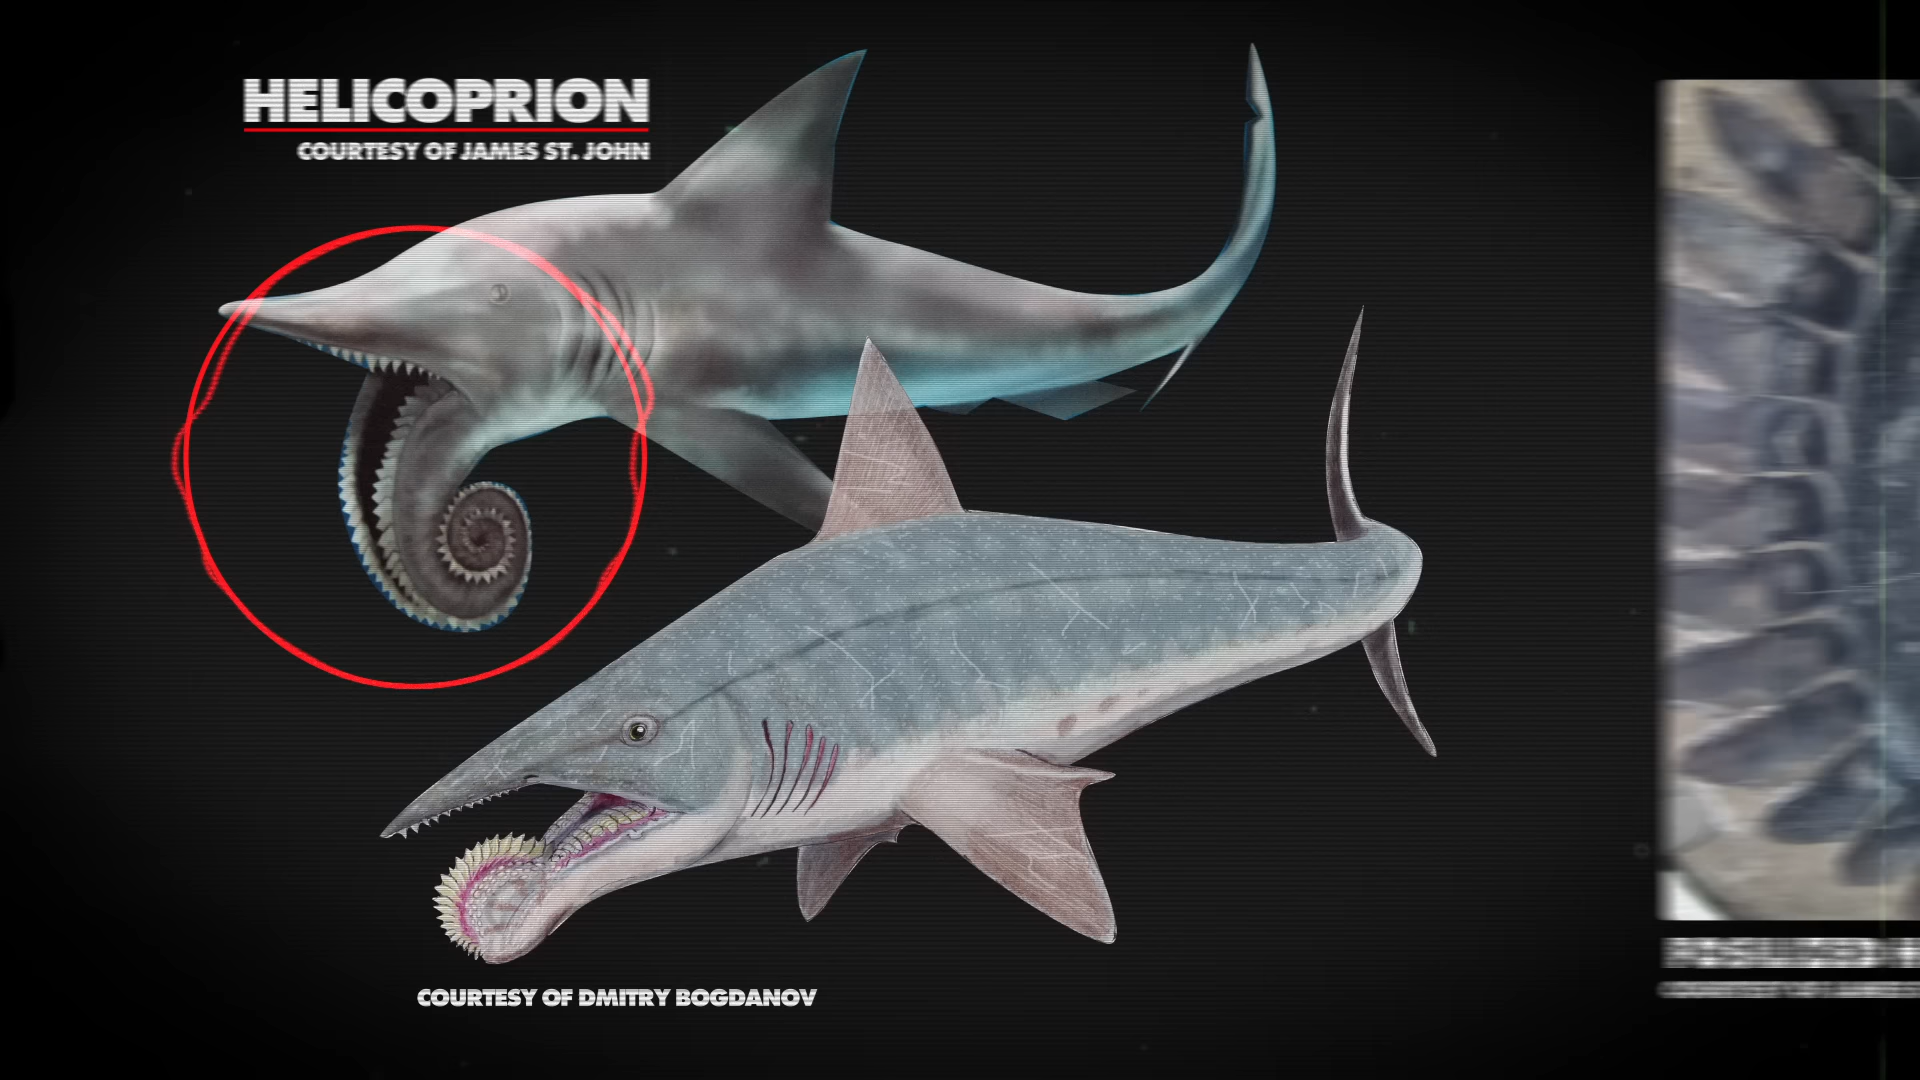 HELICOPRION
COURTESY OF JAMES ST. JOHN
COURTESY OF DMITRY BOGDANOV